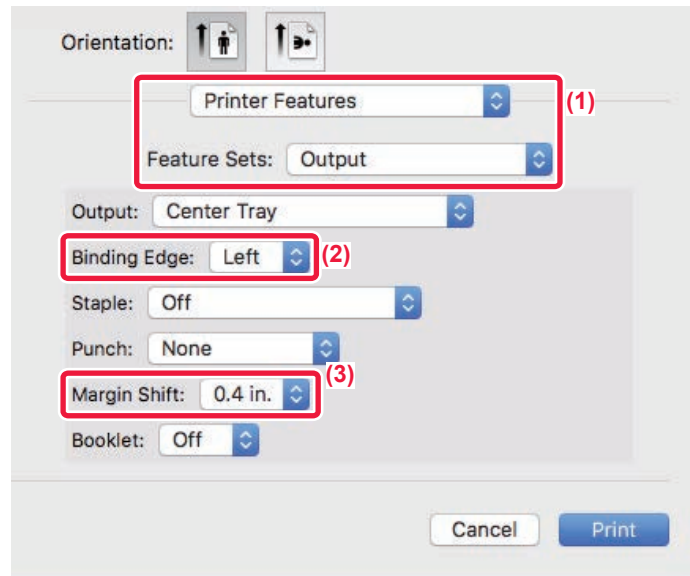 Orientation:
Printer Features (1)
Feature Sets: Output
Output: Center Tray
Binding Edge: Left (2)
Staple: Off
Punch: None
(3)
Margin Shift: 0.4 in.
Booklet: Off
Cancel Print